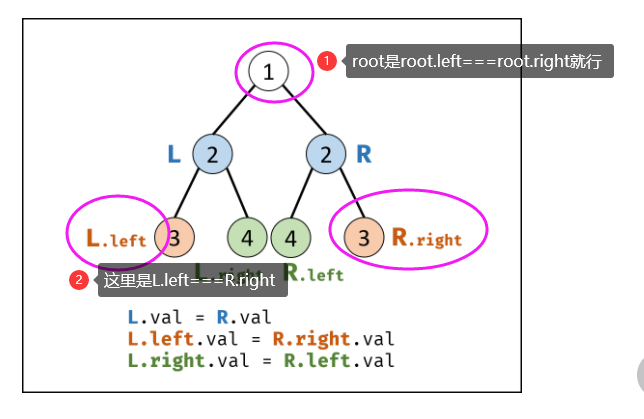 1
1
root是root.left===root.right就行
L
2
2
R
L.left
3
4
4
3
R.right
2
这里是L.left===R.right
L.right
R.left
L.val = R.val
L.left.val = R.right.val
L.right.val = R.left.val